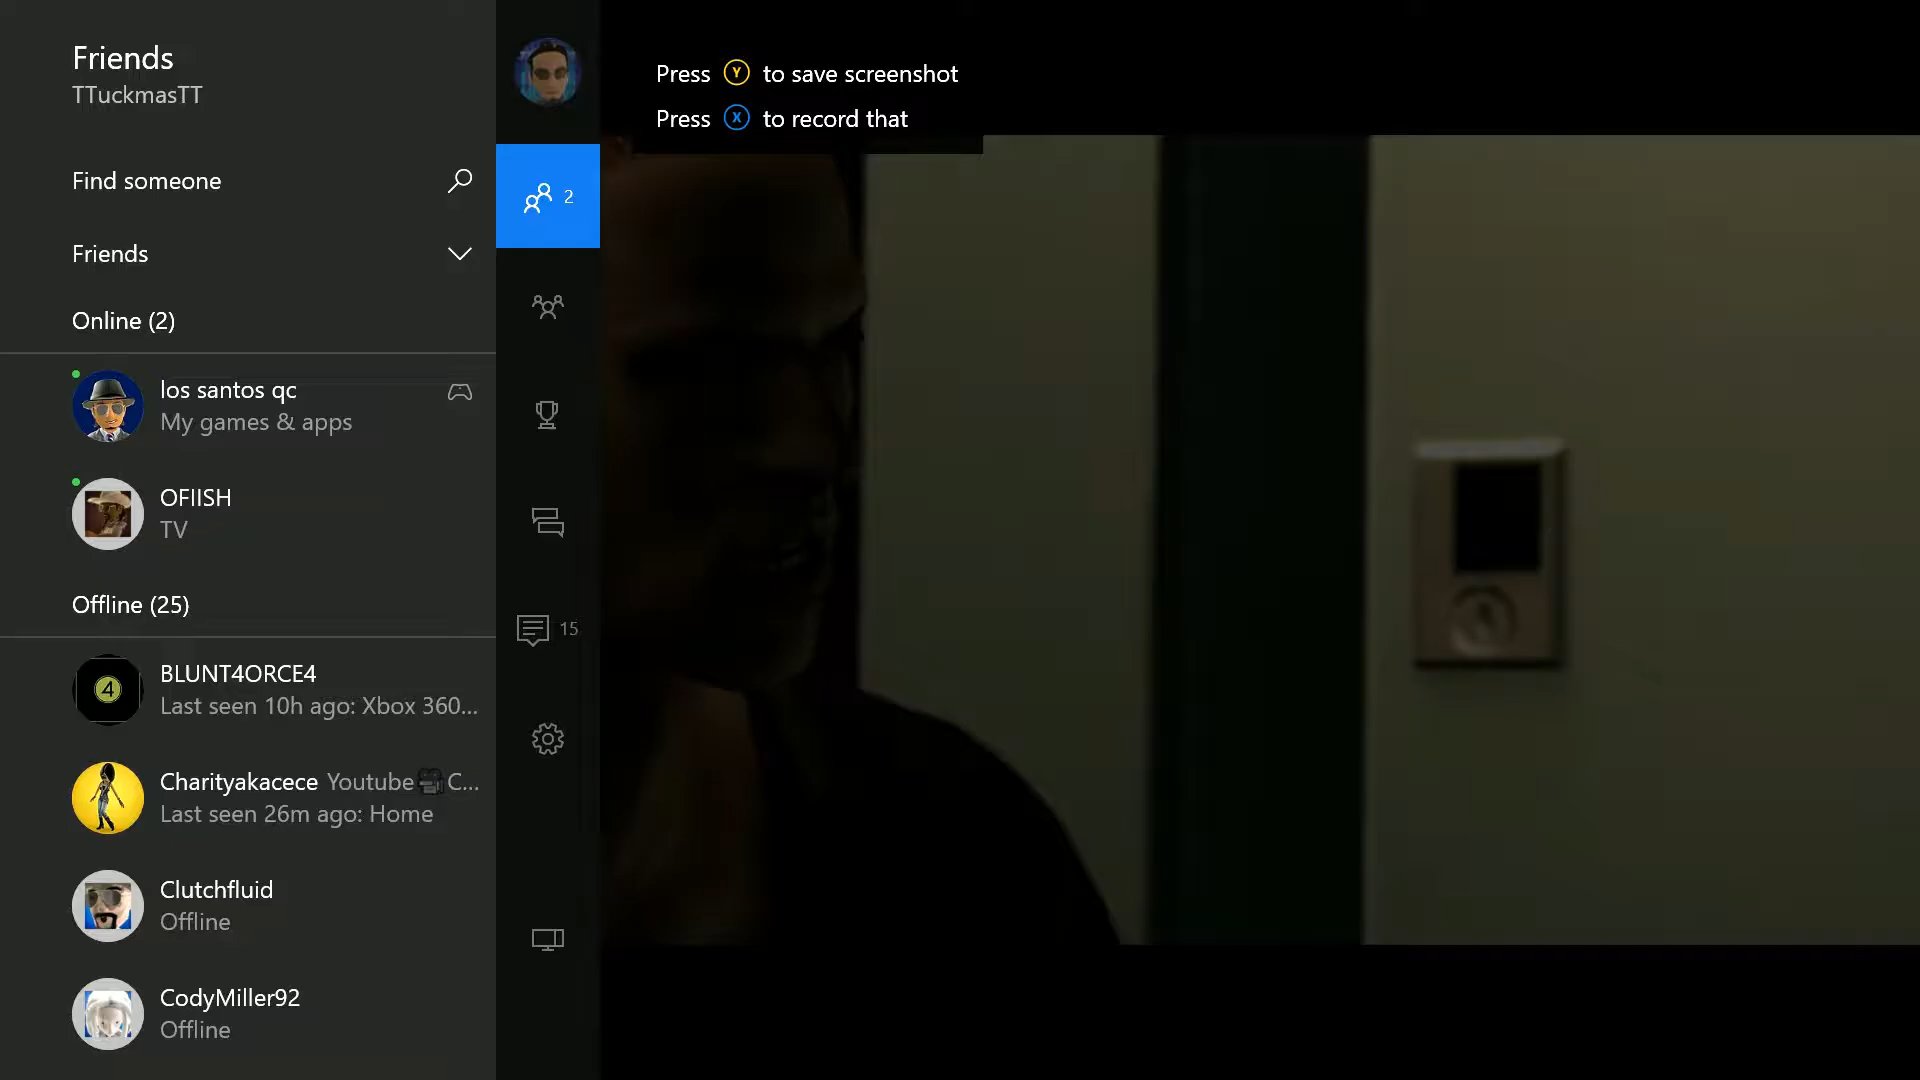 Friends
TTuckmasTT
Find someone
Friends
Online (2)
los santos qc
My games & apps
OFIISH
TV
Offline (25)
BLUNT4ORCE4
Last seen 10h ago: Xbox 360...
4
Charityakacece Youtube🎥C...
Last seen 26m ago: Home
Clutchfluid
Offline
CodyMiller92
Offline
2
15
Press Y to save screenshot
Press X to record that